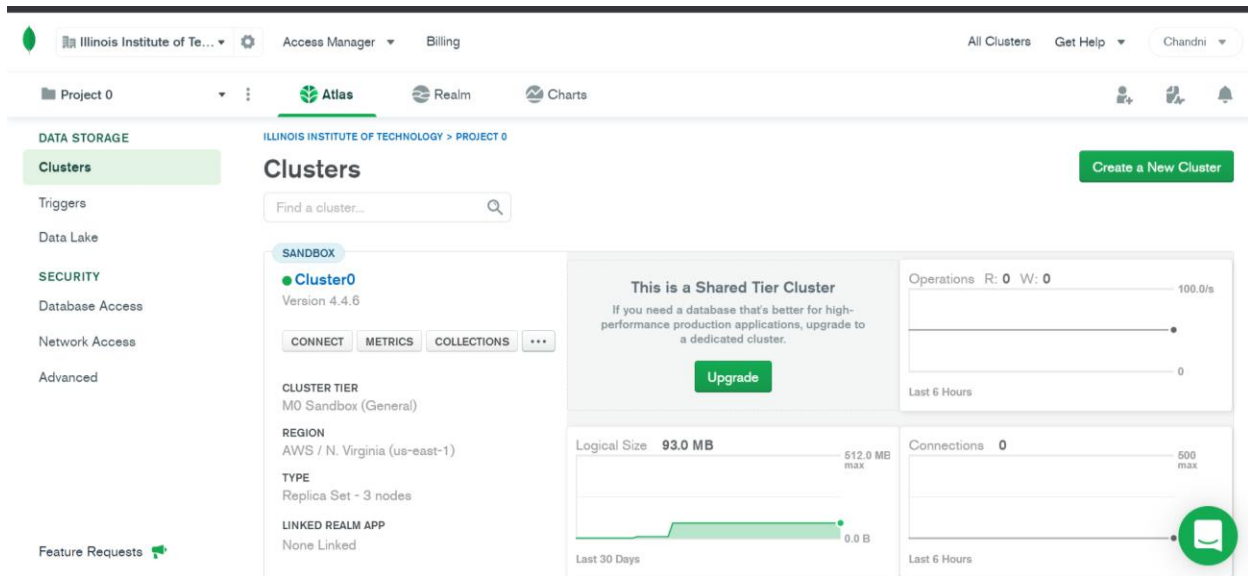 Illinois Institute of Te...
Access Manager
Billing
All Clusters
Get Help
Chandni
Project 0
Atlas
Realm
Charts
DATA STORAGE
Clusters
Triggers
Data Lake
SECURITY
Database Access
Network Access
Advanced
Feature Requests
ILLINOIS INSTITUTE OF TECHNOLOGY > PROJECT 0
Clusters
Create a New Cluster
Find a cluster...
SANDBOX
Cluster0
Version 4.4.6
CONNECT METRICS COLLECTIONS ...
CLUSTER TIER
M0 Sandbox (General)
REGION
AWS / N. Virginia (us-east-1)
TYPE
Replica Set - 3 nodes
LINKED REALM APP
None Linked
This is a Shared Tier Cluster
If you need a database that's better for high-
performance production applications, upgrade to
a dedicated cluster.
Upgrade
Operations R: 0 W: 0
100.0/s
0
Last 6 Hours
Logical Size 93.0 MB
512.0 MB
max
0.0 B
Last 30 Days
Connections 0
500
max
Last 6 Hours